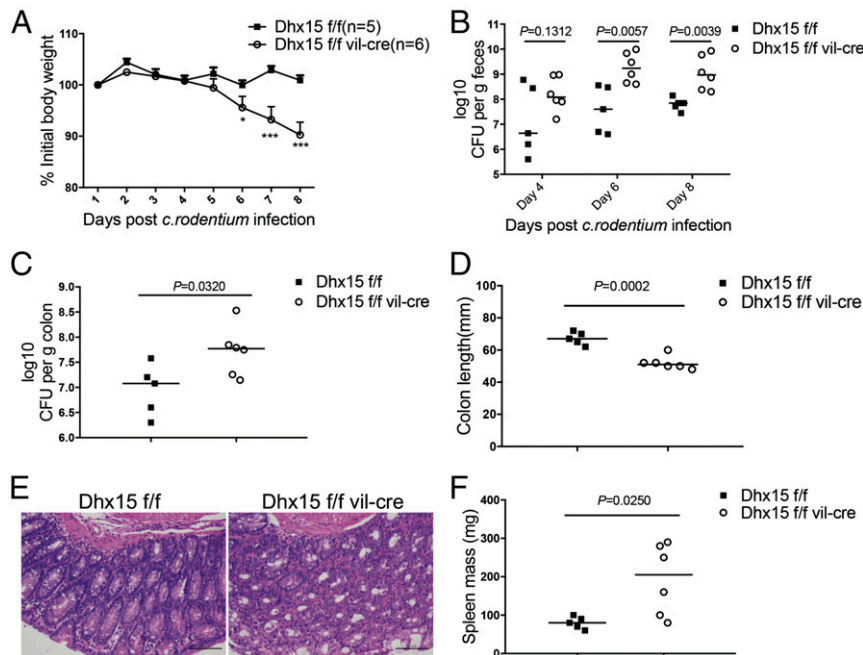 A
Dhx15 f/f(n=5)
Dhx15 f/f vil-cre(n=6)
% Initial body weight
110
100
90
80
1
2
3
4
5
6
7
8
*
***
***
Days post c.rodentium infection
B
Dhx15 f/f
Dhx15 f/f vil-cre
P=0.1312
P=0.0057
P=0.0039
log10
CFU per g feces
11
10
9
8
7
6
5
Day 4
Day 6
Day 8
Days post c.rodentium infection
C
Dhx15 f/f
Dhx15 f/f vil-cre
P=0.0320
log10
CFU per g colon
9.0
8.5
8.0
7.5
7.0
6.5
6.0
D
Dhx15 f/f
Dhx15 f/f vil-cre
P=0.0002
Colon length(mm)
100
80
60
40
20
0
E
Dhx15 f/f
Dhx15 f/f vil-cre
F
Dhx15 f/f
Dhx15 f/f vil-cre
P=0.0250
Spleen mass (mg)
400
300
200
100
0